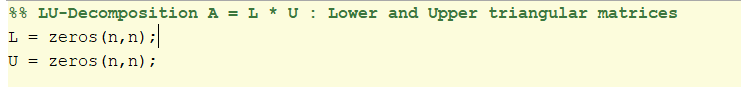 %% LU-Decomposition A = L * U : Lower and Upper triangular matrices
L = zeros(n,n);
U = zeros(n,n);